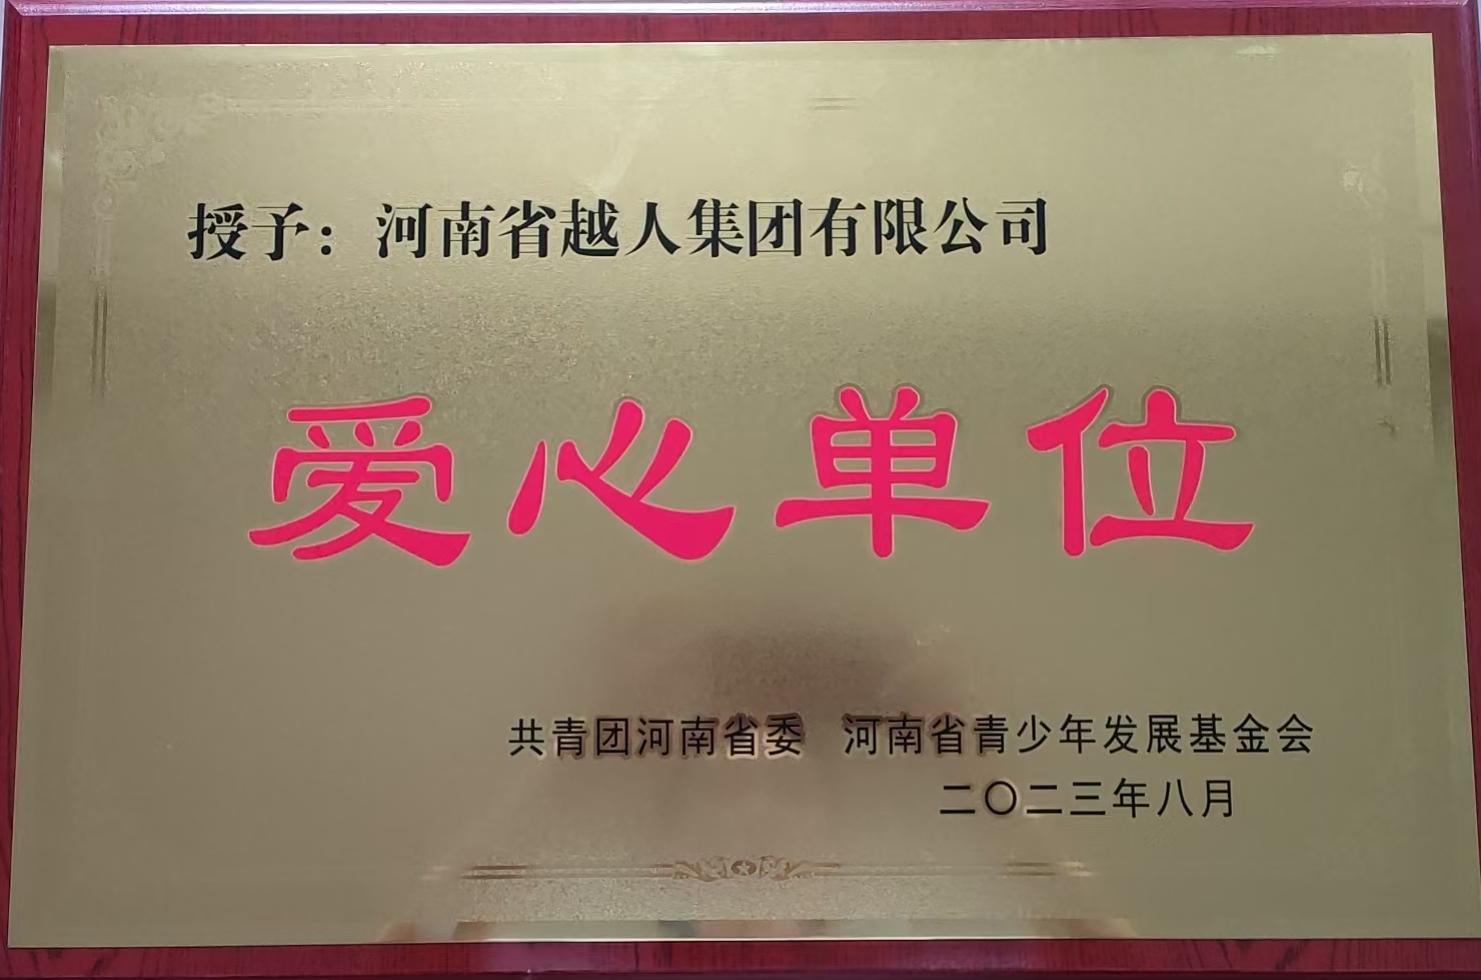 授予：河南省越人集团有限公司
爱心单位
共青团河南省委 河南省青少年发展基金会
二〇二三年八月